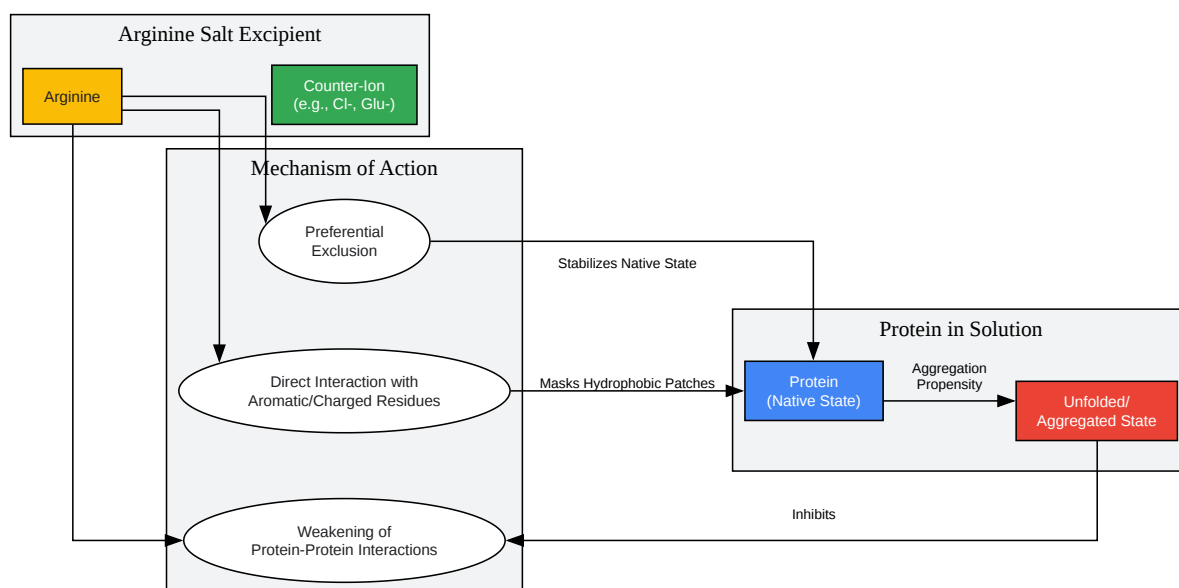 Arginine Salt Excipient
Arginine
Counter-Ion
(e.g., Cl-, Glu-)
Mechanism of Action
Preferential
Exclusion
Stabilizes Native State
Protein in Solution
Direct Interaction with
Aromatic/Charged Residues
Masks Hydrophobic Patches
Protein
(Native State)
Aggregation
Propensity
Unfolded/
Aggregated State
Inhibits
Weakening of
Protein-Protein Interactions